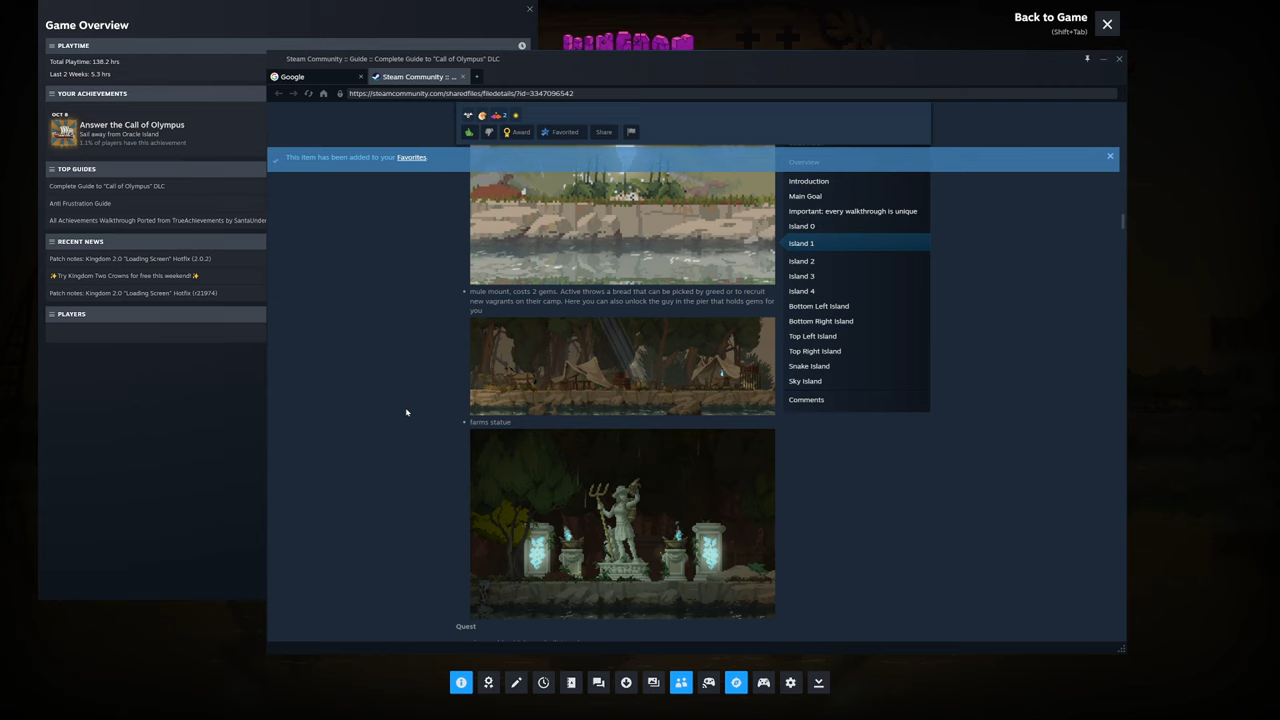 Game Overview
PLAYTIME
Total Playtime: 138.2 hrs
Last 2 Weeks: 5.3 hrs
YOUR ACHIEVEMENTS
OCT 8
Answer the Call of Olympus
Sail away from Oracle Island
1.1% of players have this achievement
TOP GUIDES
Complete Guide to "Call of Olympus" DLC
Anti Frustration Guide
All Achievements Walkthrough Ported from TrueAchievements by SantaUnder
RECENT NEWS
Patch notes: Kingdom 2.0 "Loading Screen" Hotfix (2.0.2)
✨Try Kingdom Two Crowns for free this weekend!✨
Patch notes: Kingdom 2.0 "Loading Screen" Hotfix (r21974)
PLAYERS
Back to Game
(Shift+Tab)
Steam Community :: Guide :: Complete Guide to "Call of Olympus" DLC
Google
Steam Community :: ...
https://steamcommunity.com/sharedfiles/filedetails/?id=3347096542
2
Award
Favorited
Share
This item has been added to your Favorites.
mule mount, costs 2 gems. Active throws a bread that can be picked by greed or to recruit
new vagrants on their camp. Here you can also unlock the guy in the pier that holds gems for
you
farms statue
Quest
Overview
Introduction
Main Goal
Important: every walkthrough is unique
Island 0
Island 1
Island 2
Island 3
Island 4
Bottom Left Island
Bottom Right Island
Top Left Island
Top Right Island
Snake Island
Sky Island
Comments